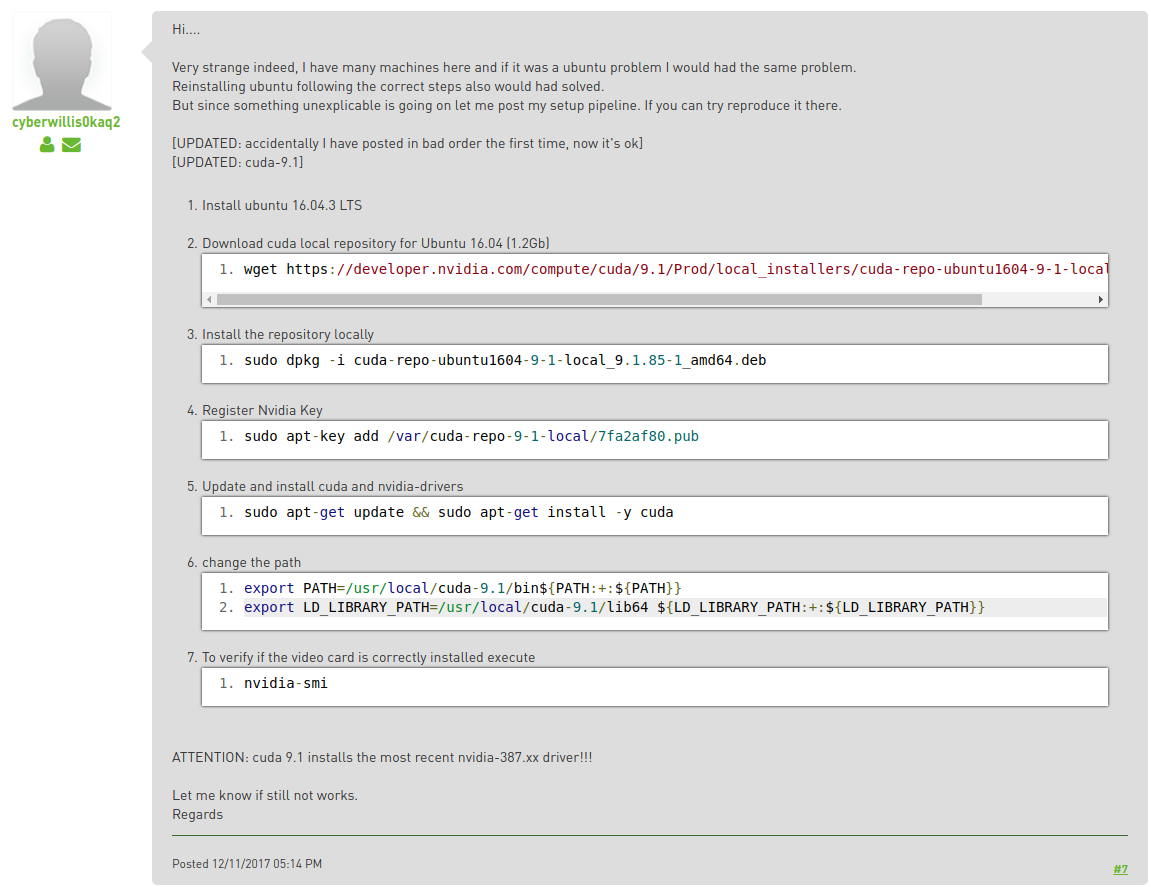 cyberwillis0kaq2
Hi....
Very strange indeed, I have many machines here and if it was a ubuntu problem I would had the same problem.
Reinstalling ubuntu following the correct steps also would had solved.
But since something unexplicable is going on let me post my setup pipeline. If you can try reproduce it there.
[UPDATED: accidentally I have posted in bad order the first time, now it's ok]
[UPDATED: cuda-9.1]
1. Install ubuntu 16.04.3 LTS
2. Download cuda local repository for Ubuntu 16.04 (1.2Gb)
1. wget https://developer.nvidia.com/compute/cuda/9.1/Prod/local_installers/cuda-repo-ubuntu1604-9-1-local
3. Install the repository locally
1. sudo dpkg -i cuda-repo-ubuntu1604-9-1-local_9.1.85-1_amd64.deb
4. Register Nvidia Key
1. sudo apt-key add /var/cuda-repo-9-1-local/7fa2af80.pub
5. Update and install cuda and nvidia-drivers
1. sudo apt-get update && sudo apt-get install -y cuda
6. change the path
1. export PATH=/usr/local/cuda-9.1/bin${PATH:+:${PATH}}
2. export LD_LIBRARY_PATH=/usr/local/cuda-9.1/lib64 ${LD_LIBRARY_PATH:+:${LD_LIBRARY_PATH}}
7. To verify if the video card is correctly installed execute
1. nvidia-smi
ATTENTION: cuda 9.1 installs the most recent nvidia-387.xx driver!!!
Let me know if still not works.
Regards
Posted 12/11/2017 05:14 PM
#7